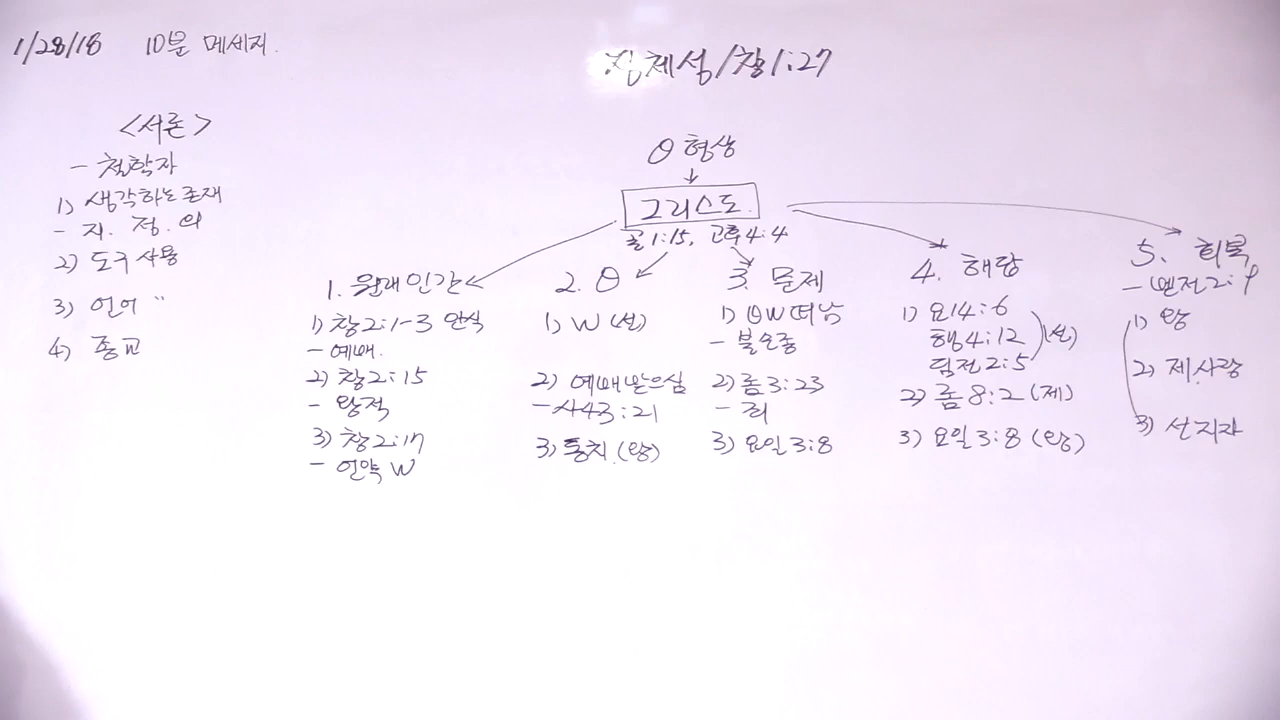 1/28/18 10분 메세지.
정체성/창1:27
<서론>
- 철학자
1) 생각하는 존재
- 지. 정. 의
2) 도구 사용
3) 언어 "
4) 종교
θ 형상
그리스도.
골1:15, 고후4:4
1. 원래 인간
1) 창2:1-3 안식
- 예배.
2) 창2:15
- 왕적
3) 창2:17
- 언약 W
2. θ
1) W (선)
2) 예배 받으심
- 사43:21
3) 통치. (왕)
3. 문제
1) θW 떠남
- 불순종
2) 롬3:23
- 죄
3) 요일3:8
4. 해답
1) 요14:6
행4:12
딤전2:5
(선)
2) 롬8:2 (제)
3) 요일3:8 (왕)
5. 회복
- 벧전2:9
1) 왕
2) 제사장
3) 선지자